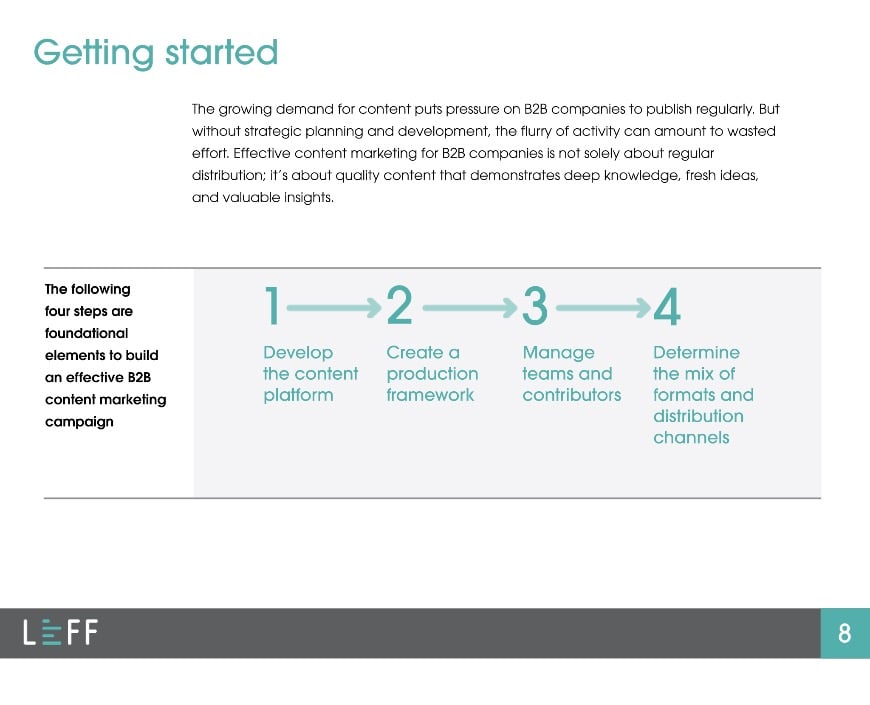 Getting started
The growing demand for content puts pressure on B2B companies to publish regularly. But
without strategic planning and development, the flurry of activity can amount to wasted
effort. Effective content marketing for B2B companies is not solely about regular
distribution; it's about quality content that demonstrates deep knowledge, fresh ideas,
and valuable insights.
The following
four steps are
foundational
elements to build
an effective B2B
content marketing
campaign
1
Develop
the content
platform
2
Create a
production
framework
3
Manage
teams and
contributors
4
Determine
the mix of
formats and
distribution
channels
LEFF
8